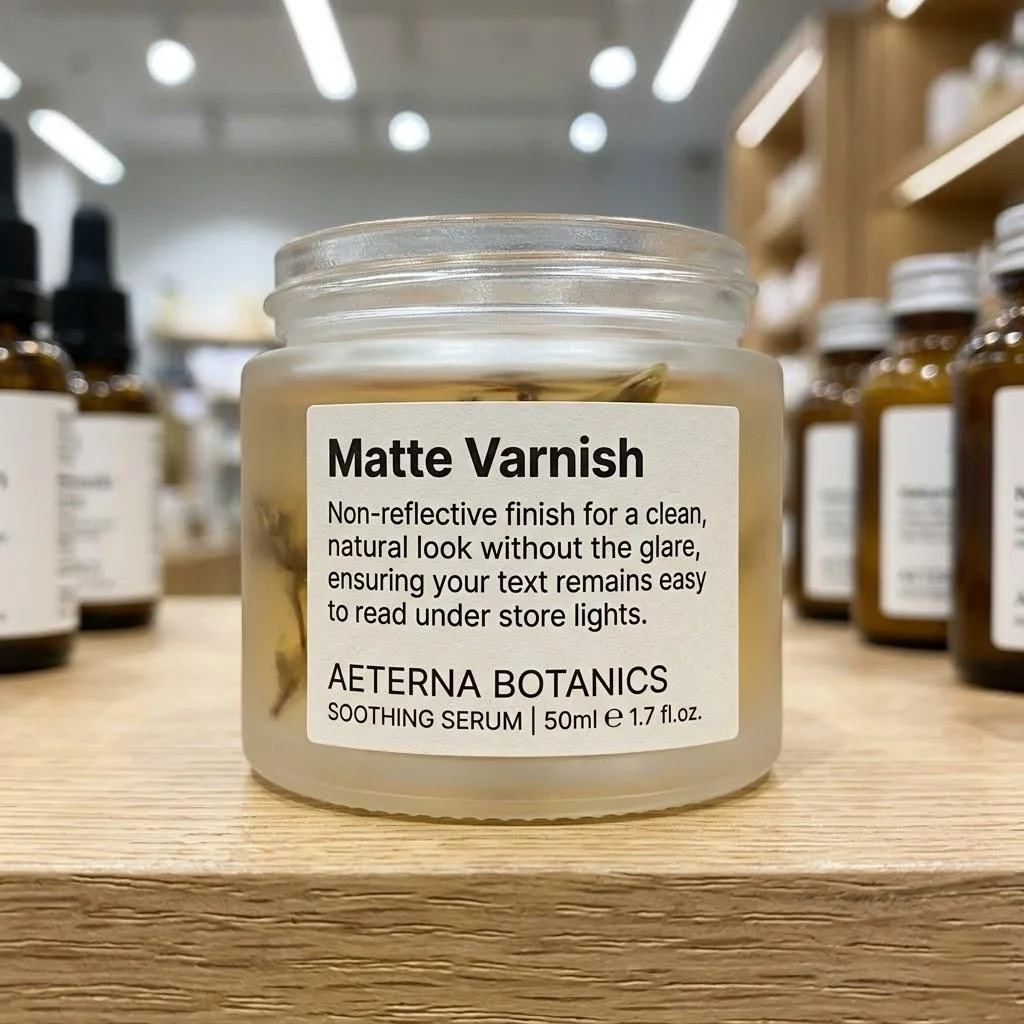 Matte Varnish
Non-reflective finish for a clean,
natural look without the glare,
ensuring your text remains easy
to read under store lights.
AETERNA BOTANICS
SOOTHING SERUM | 50ml ℮ 1.7 fl.oz.